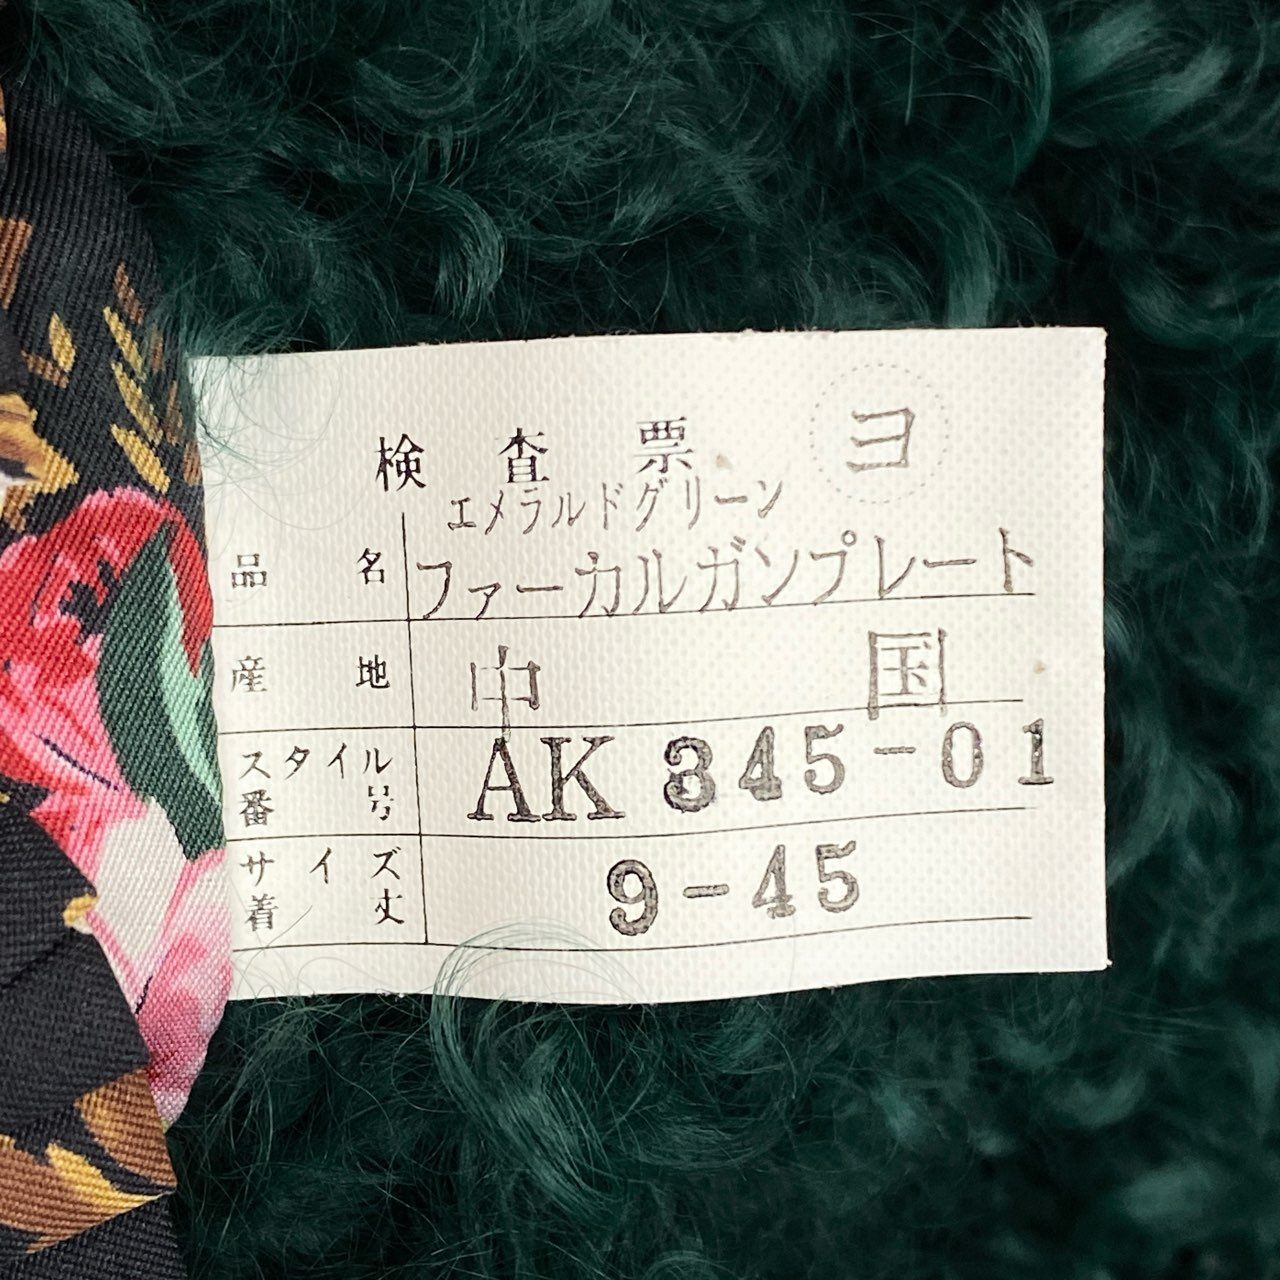 検査票 ヨ
エメラルドグリーン
品名 ファーカルガンプレート
産地 中国
スタイル番号 AK 345-01
サイズ着丈 9-45